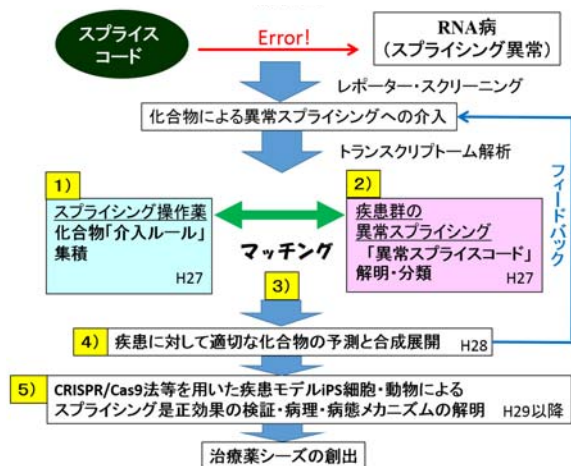 スプライス
コード
Error!
RNA病
(スプライシング異常)
レポーター・スクリーニング
化合物による異常スプライシングへの介入
トランスクリプトーム解析
1)
スプライシング操作薬
化合物「介入ルール」
集積
H27
マッチング
3)
2)
疾患群の
異常スプライシング
「異常スプライスコード」
解明・分類
H27
フィードバック
4)
疾患に対して適切な化合物の予測と合成展開 H28
5)
CRISPR/Cas9法等を用いた疾患モデルiPS細胞・動物による
スプライシング是正効果の検証・病理・病態メカニズムの解明 H29以降
治療薬シーズの創出